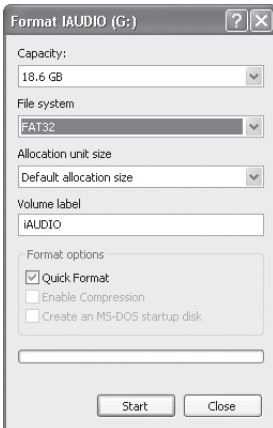 Format IAUDIO (G:)
Capacity:
18.6 GB
File system
FAT32
Allocation unit size
Default allocation size
Volume label
iAUDIO
Format options
Quick Format
Enable Compression
Create an MS-DOS startup disk
Start Close